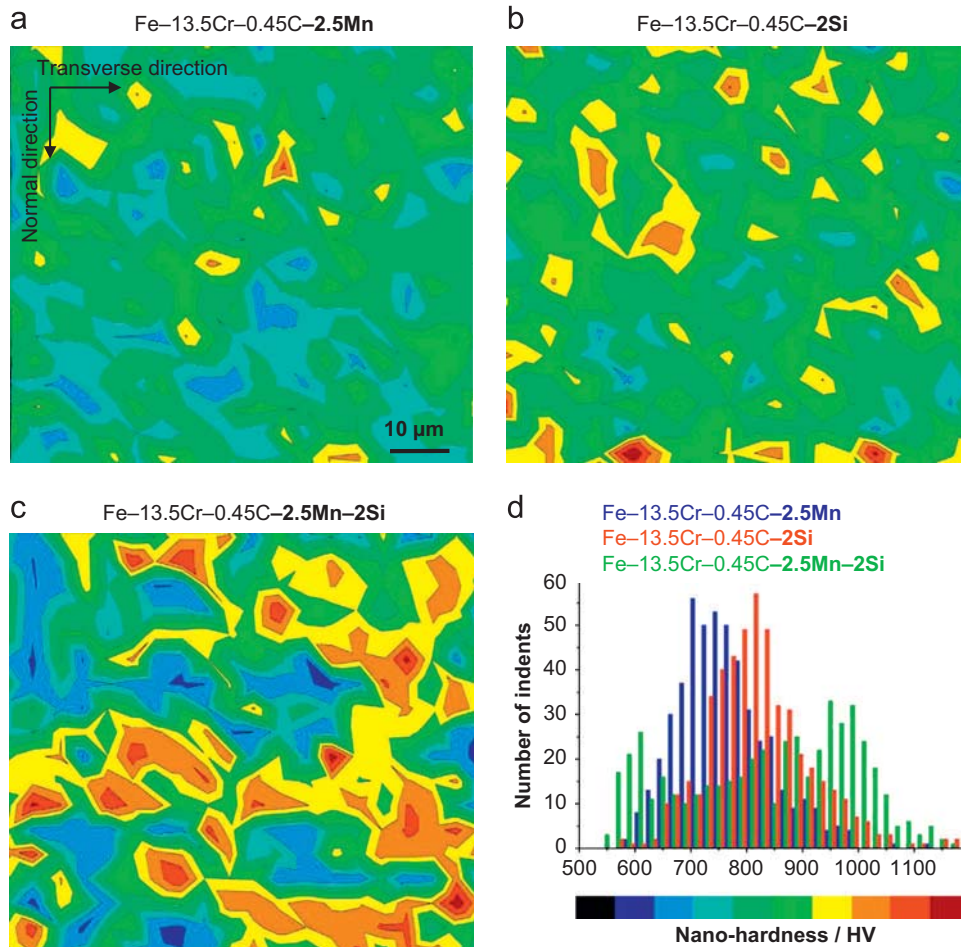 a
Fe–13.5Cr–0.45C–2.5Mn
Transverse direction
Normal direction
10 µm
b
Fe–13.5Cr–0.45C–2Si
c
Fe–13.5Cr–0.45C–2.5Mn–2Si
d
Fe–13.5Cr–0.45C–2.5Mn
Fe–13.5Cr–0.45C–2Si
Fe–13.5Cr–0.45C–2.5Mn–2Si
Number of indents
60
50
40
30
20
10
0
500 600 700 800 900 1000 1100
Nano-hardness / HV